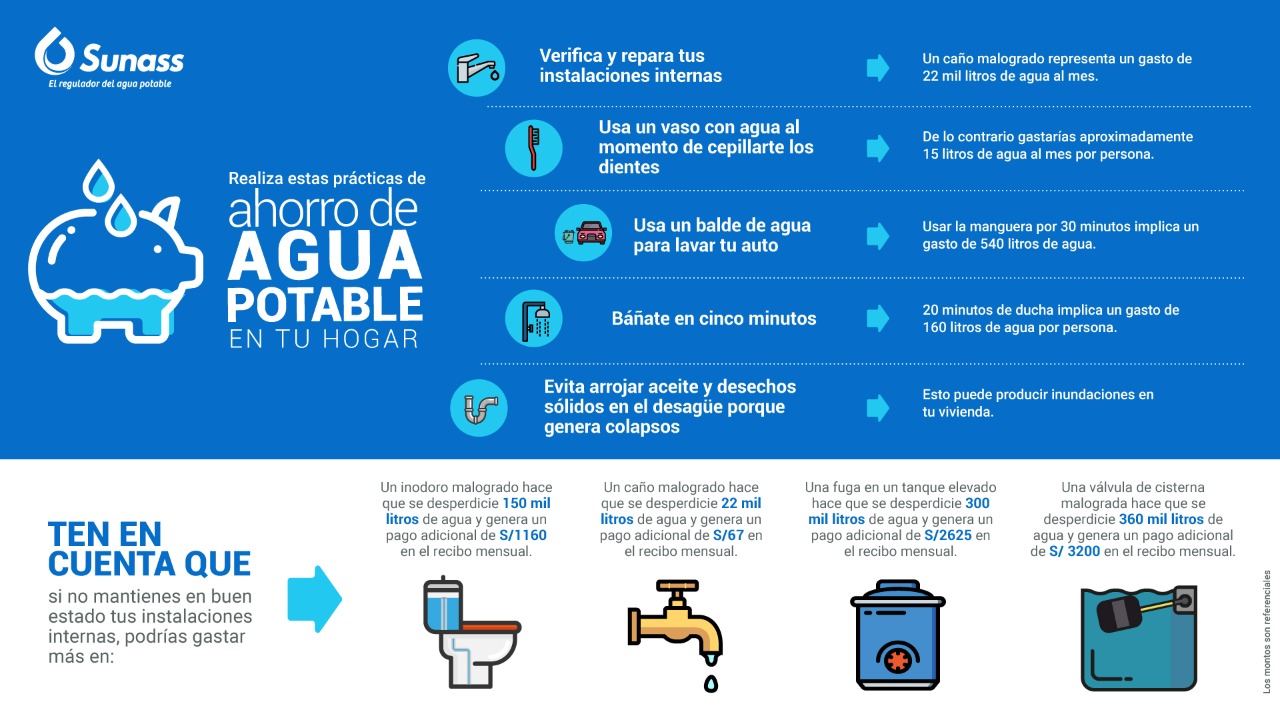 Sunass
El regulador del agua potable
Realiza estas prácticas de
ahorro de
AGUA
POTABLE
EN TU HOGAR
Verifica y repara tus
instalaciones internas
Un caño malogrado representa un gasto de
22 mil litros de agua al mes.
Usa un vaso con agua al
momento de cepillarte los
dientes
De lo contrario gastarías aproximadamente
15 litros de agua al mes por persona.
Usa un balde de agua
para lavar tu auto
Usar la manguera por 30 minutos implica un
gasto de 540 litros de agua.
Báñate en cinco minutos
20 minutos de ducha implica un gasto de
160 litros de agua por persona.
Evita arrojar aceite y desechos
sólidos en el desagüe porque
genera colapsos
Esto puede producir inundaciones en
tu vivienda.
TEN EN
CUENTA QUE
si no mantienes en buen
estado tus instalaciones
internas, podrías gastar
más en:
Un inodoro malogrado hace
que se desperdicie 150 mil
litros de agua y genera un
pago adicional de S/1160
en el recibo mensual.
Un caño malogrado hace
que se desperdicie 22 mil
litros de agua y genera un
pago adicional de S/67 en
el recibo mensual.
Una fuga en un tanque elevado
hace que se desperdicie 300
mil litros de agua y genera un
pago adicional de S/2625 en
el recibo mensual.
Una válvula de cisterna
malograda hace que se
desperdicie 360 mil litros de
agua y genera un pago adicional
de S/ 3200 en el recibo mensual.
Los montos son referenciales